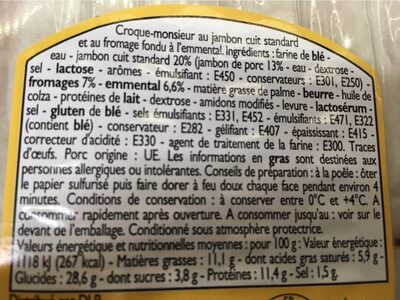 Croque-monsieur au jambon cuit standard
et au fromage fondu à l'emmental. Ingrédients : farine de blé -
eau - jambon cuit standard 20% (jambon de porc 13% - eau - dextrose -
sel - lactose - arômes - émulsifiant : E450 - conservateurs : E301, E250) -
fromages 7% - emmental 6,6% - matière grasse de palme - beurre - huile de
colza - protéines de lait - dextrose - amidons modifiés - levure - lactosérum -
sel - gluten de blé - sels émulsifiants : E331, E452 - émulsifiants : E471, E322
(contient blé) - conservateur : E282 - gélifiant : E407 - épaississant : E415 -
correcteur d'acidité : E330 - agent de traitement de la farine : E300. Traces
d'œufs. Porc origine : UE. Les informations en gras sont destinées aux
personnes allergiques ou intolérantes. Conseils de préparation : à la poêle : ôter
le papier sulfurisé puis faire dorer à feu doux chaque face pendant environ 4
minutes. Conditions de conservation : à conserver entre 0°C et +4°C. A
consommer rapidement après ouverture. A consommer jusqu'au : voir sur le
devant de l'emballage. Conditionné sous atmosphère protectrice.
Valeurs énergétique et nutritionnelles moyennes : pour 100 g : Valeur énergétique :
1118 kJ (267 kcal) - Matières grasses : 11,1 g - dont acides gras saturés : 5,9 g -
Glucides : 28,6 g - dont sucres : 3,8 g - Protéines : 11,4 g - Sel : 1,5 g.
Distribué par DLP